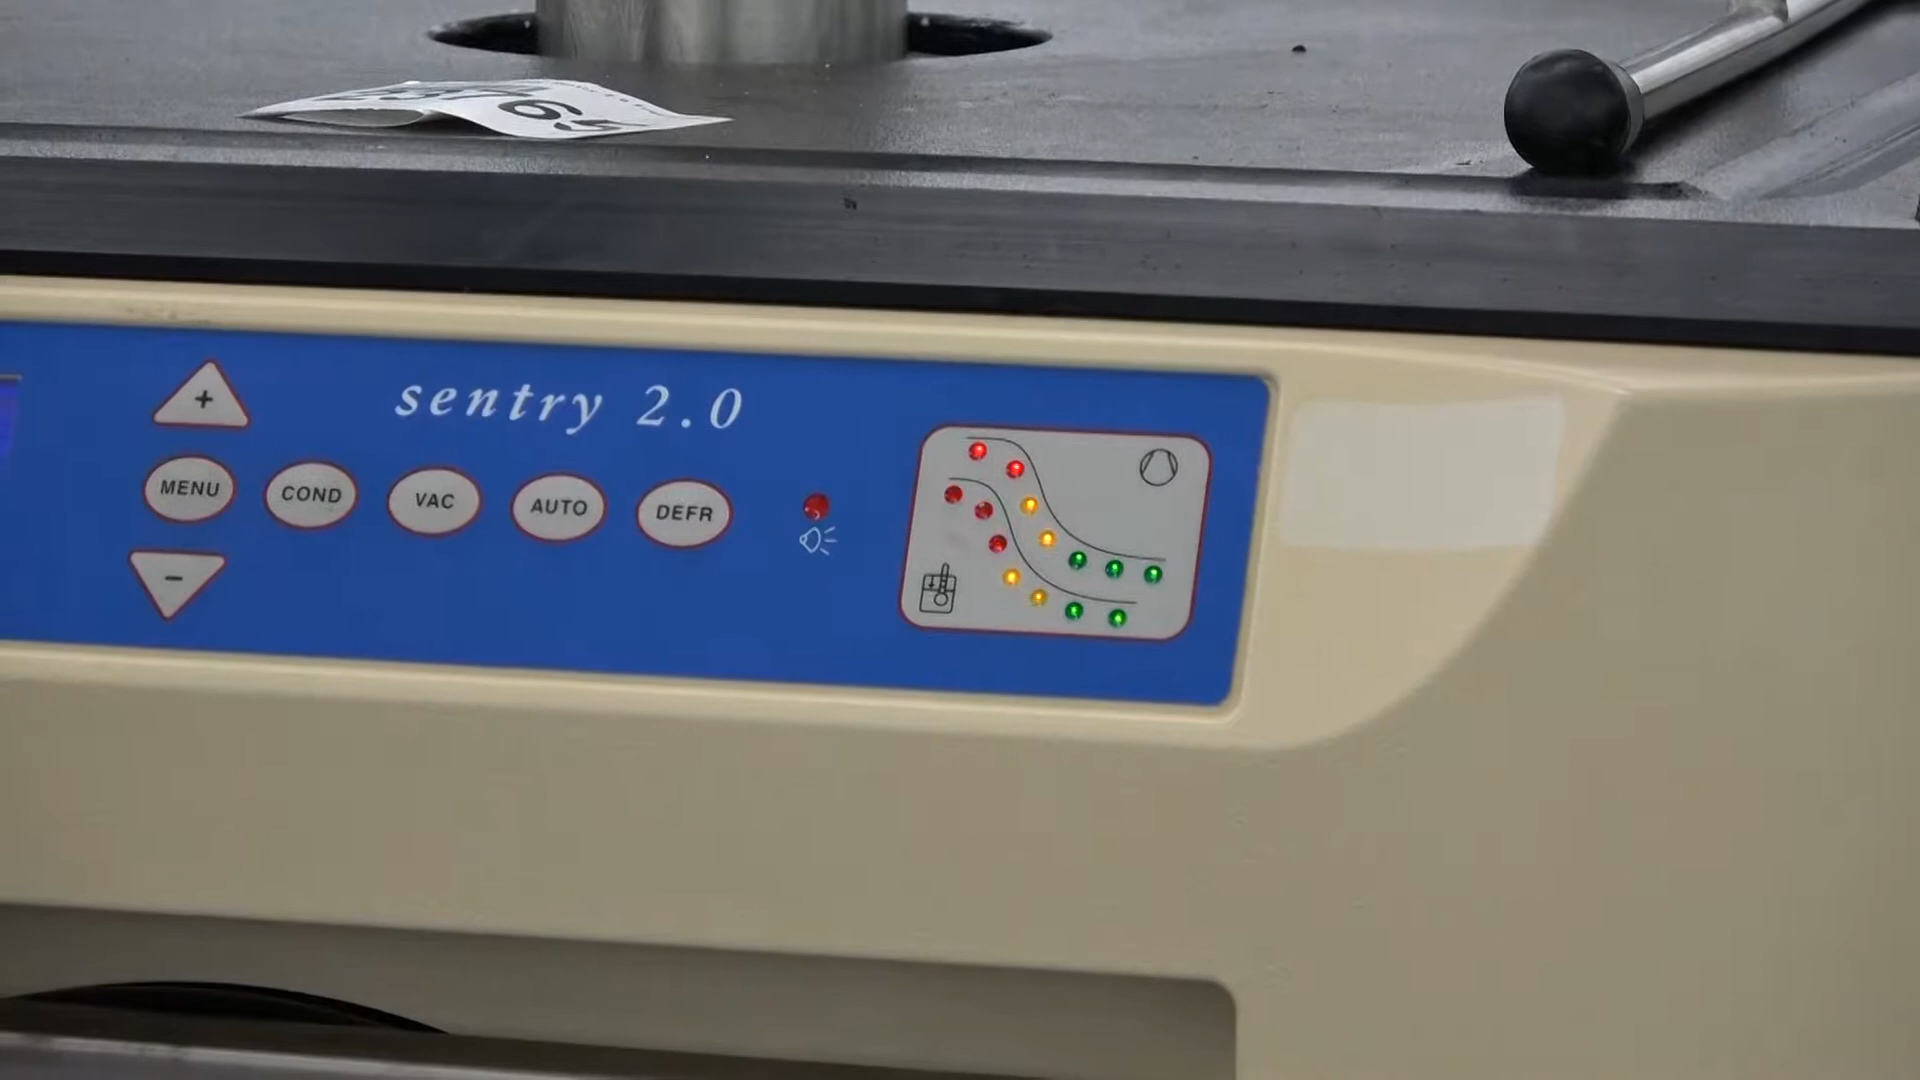 +
sentry 2.0
MENU COND VAC AUTO DEFR
-